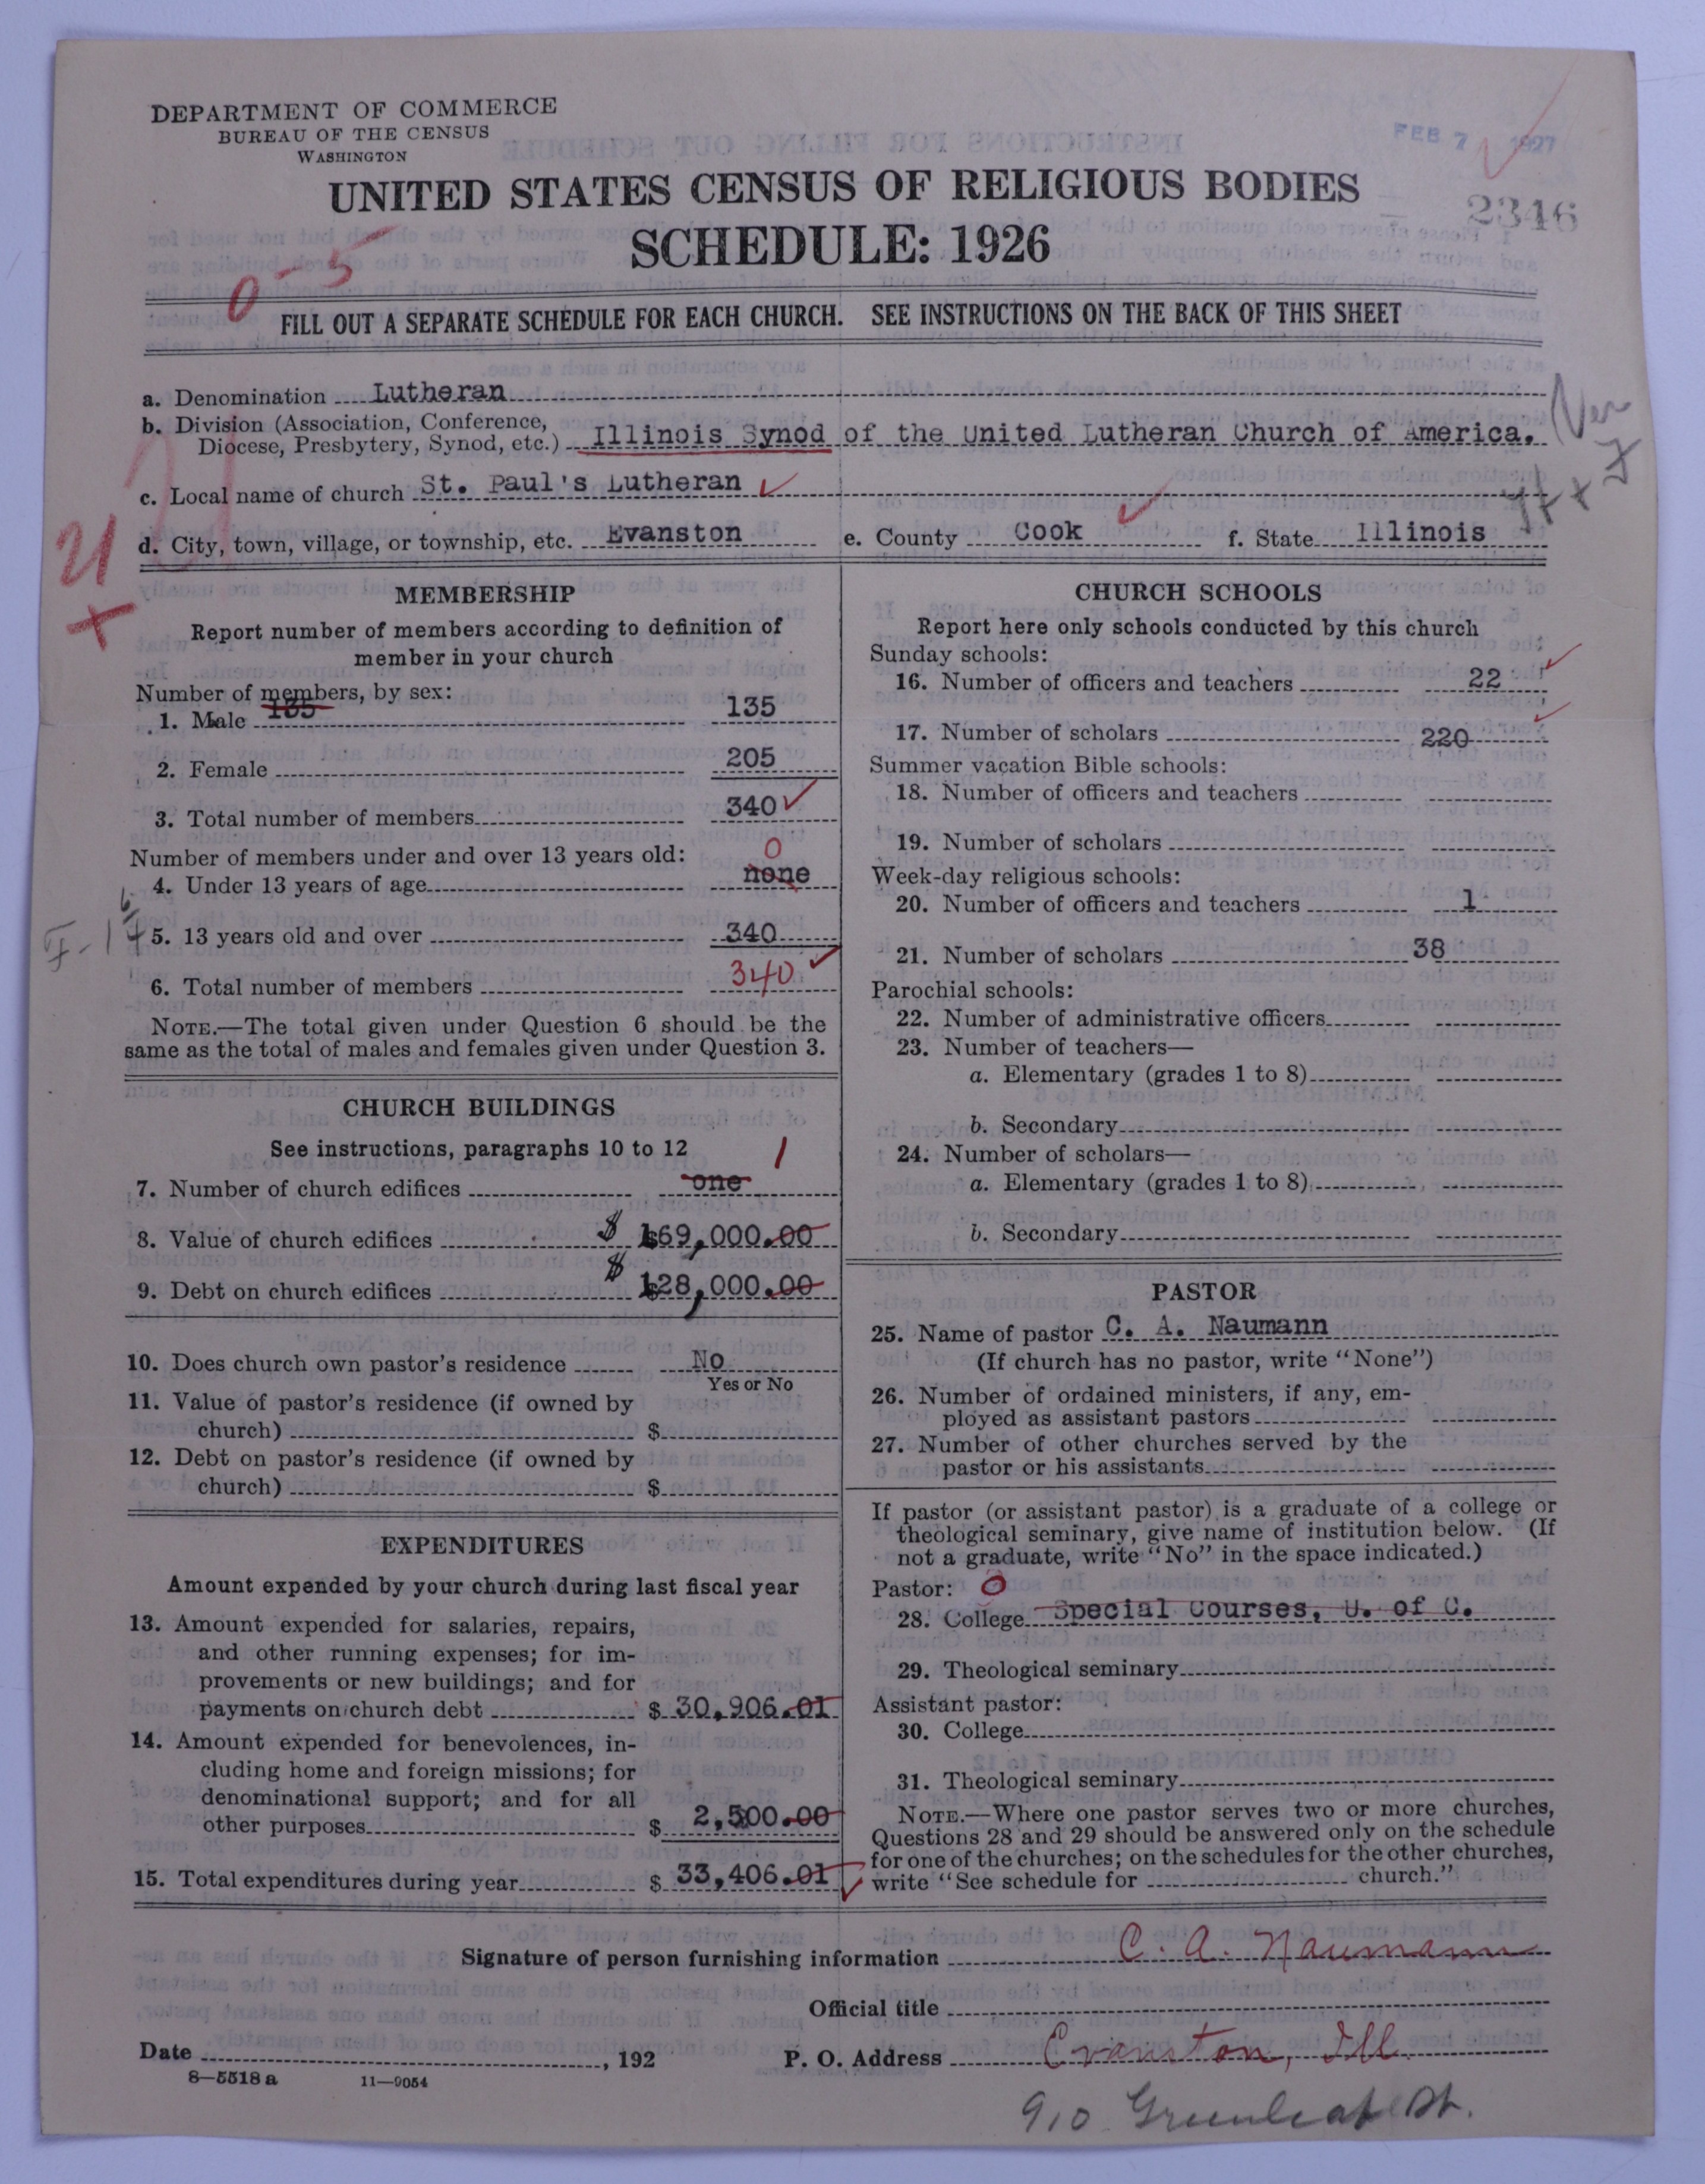 DEPARTMENT OF COMMERCE
BUREAU OF THE CENSUS
WASHINGTON
FEB 7 1927
UNITED STATES CENSUS OF RELIGIOUS BODIES
2346
SCHEDULE: 1926
0-5
FILL OUT A SEPARATE SCHEDULE FOR EACH CHURCH. SEE INSTRUCTIONS ON THE BACK OF THIS SHEET
a. Denomination Lutheran
b. Division (Association, Conference, Diocese, Presbytery, Synod, etc.) Illinois Synod of the United Lutheran Church of America.
c. Local name of church St. Paul's Lutheran
d. City, town, village, or township, etc. Evanston e. County Cook f. State Illinois
MEMBERSHIP
Report number of members according to definition of
member in your church
Number of members, by sex:
1. Male 135 135
2. Female 205
3. Total number of members 340
Number of members under and over 13 years old: 0
4. Under 13 years of age none
5. 13 years old and over 340
6. Total number of members 340
NOTE.—The total given under Question 6 should be the
same as the total of males and females given under Question 3.
CHURCH BUILDINGS
See instructions, paragraphs 10 to 12 1
7. Number of church edifices one
8. Value of church edifices $ 169,000.00
9. Debt on church edifices $ 128,000.00
10. Does church own pastor's residence No
Yes or No
11. Value of pastor's residence (if owned by
church) $
12. Debt on pastor's residence (if owned by
church) $
EXPENDITURES
Amount expended by your church during last fiscal year
13. Amount expended for salaries, repairs,
and other running expenses; for im-
provements or new buildings; and for
payments on church debt $ 30,906.01
14. Amount expended for benevolences, in-
cluding home and foreign missions; for
denominational support; and for all
other purposes $ 2,500.00
15. Total expenditures during year $ 33,406.01
CHURCH SCHOOLS
Report here only schools conducted by this church
Sunday schools:
16. Number of officers and teachers 22
17. Number of scholars 220
Summer vacation Bible schools:
18. Number of officers and teachers
19. Number of scholars
Week-day religious schools:
20. Number of officers and teachers 1
21. Number of scholars 38
Parochial schools:
22. Number of administrative officers
23. Number of teachers—
a. Elementary (grades 1 to 8)
b. Secondary
24. Number of scholars—
a. Elementary (grades 1 to 8)
b. Secondary
PASTOR
25. Name of pastor C. A. Naumann
(If church has no pastor, write "None")
26. Number of ordained ministers, if any, em-
ployed as assistant pastors
27. Number of other churches served by the
pastor or his assistants
If pastor (or assistant pastor) is a graduate of a college or
theological seminary, give name of institution below. (If
not a graduate, write "No" in the space indicated.)
Pastor: 0
28. College Special Courses, U. of C.
29. Theological seminary
Assistant pastor:
30. College
31. Theological seminary
NOTE.—Where one pastor serves two or more churches,
Questions 28 and 29 should be answered only on the schedule
for one of the churches; on the schedules for the other churches,
write "See schedule for church."
Signature of person furnishing information C. A. Naumann
Official title
Date , 192 P. O. Address Evanston, Ill.
8—5518 a 11—9054
910 Greenleaf St.